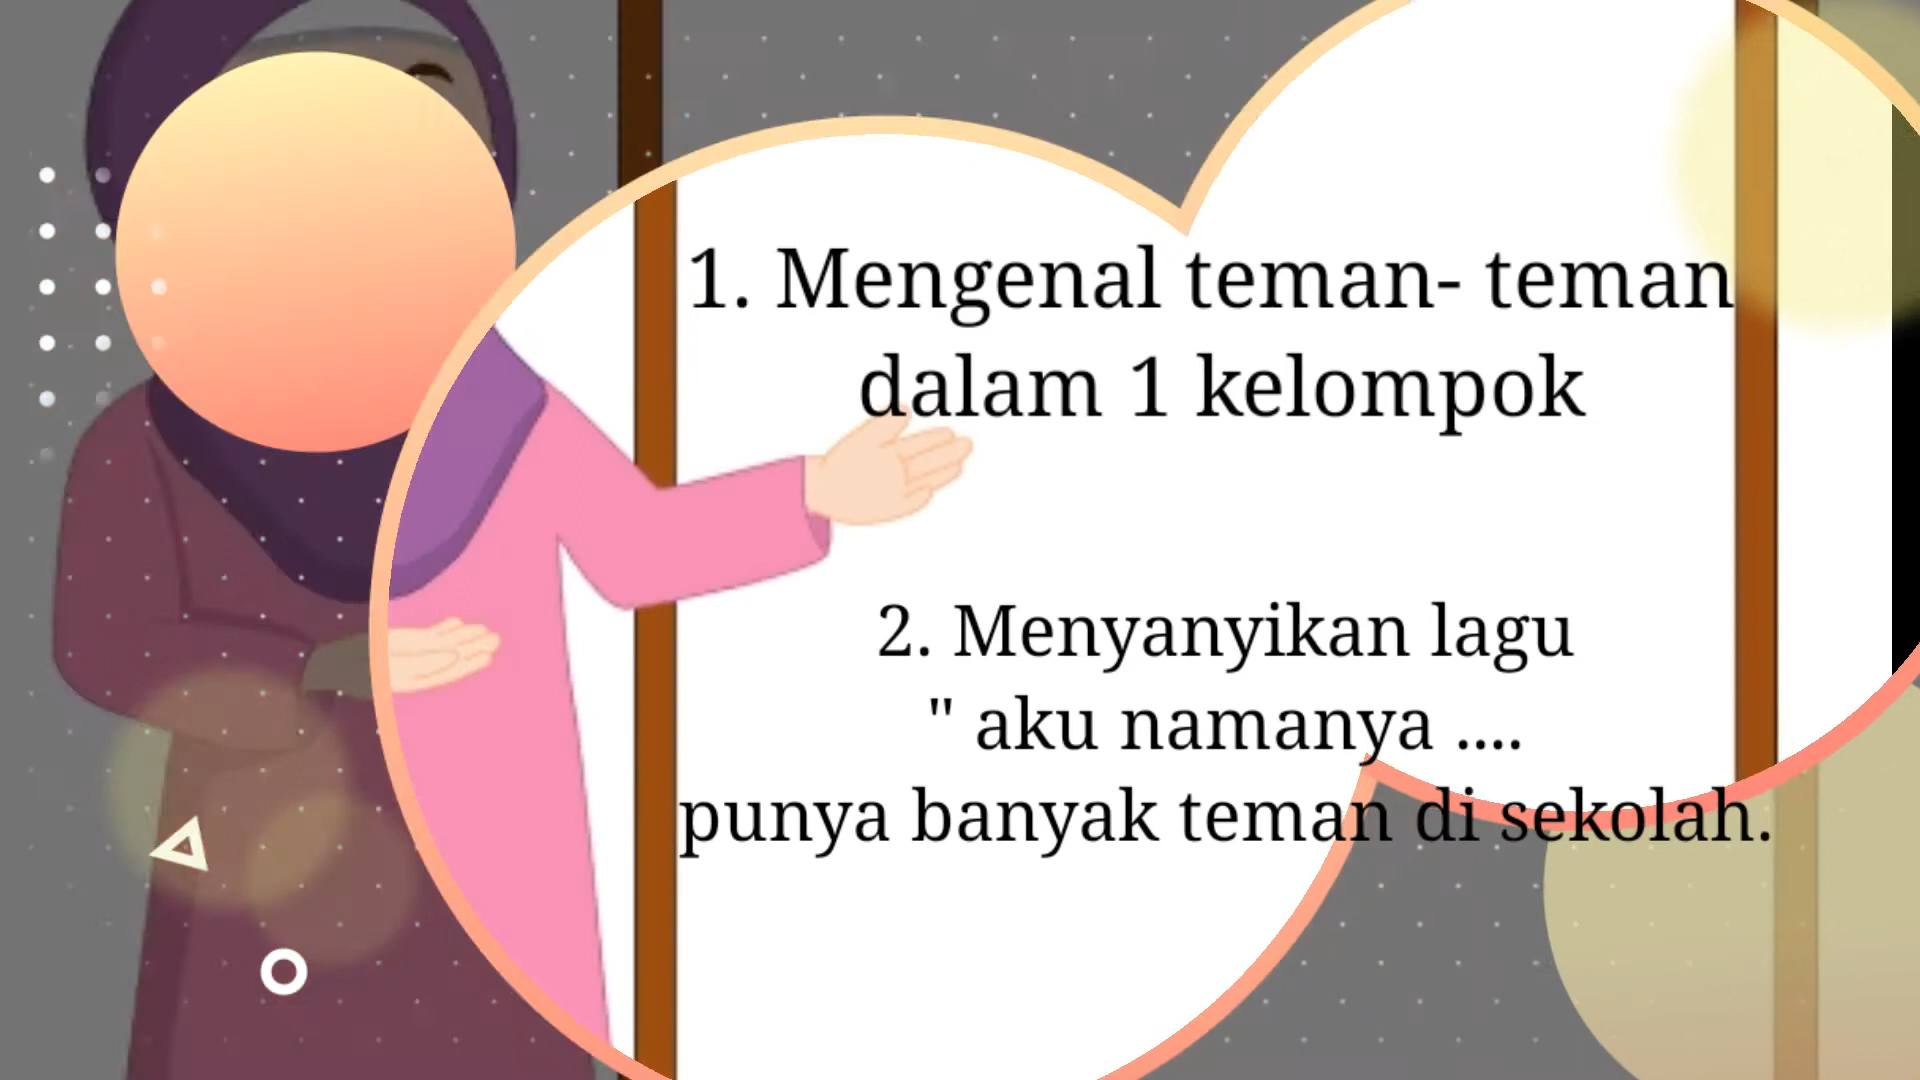 1. Mengenal teman- teman
dalam 1 kelompok
2. Menyanyikan lagu
" aku namanya ....
punya banyak teman di sekolah.